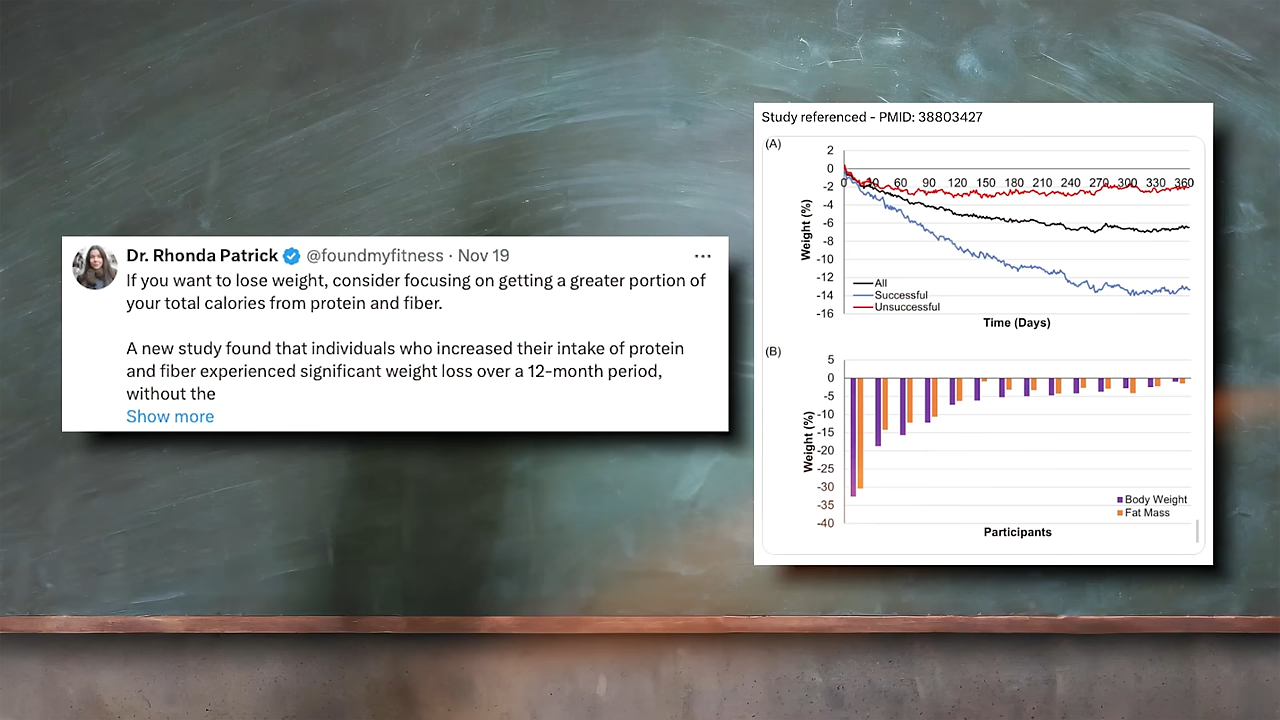 Dr. Rhonda Patrick @foundmyfitness · Nov 19 ...
If you want to lose weight, consider focusing on getting a greater portion of
your total calories from protein and fiber.
A new study found that individuals who increased their intake of protein
and fiber experienced significant weight loss over a 12-month period,
without the
Show more
Study referenced - PMID: 38803427
(A)
2
0
0 30 60 90 120 150 180 210 240 270 300 330 360
-2
-4
-6
-8
-10
-12
-14
-16
Weight (%)
All
Successful
Unsuccessful
Time (Days)
(B)
5
0
-5
-10
-15
-20
-25
-30
-35
-40
Weight (%)
Body Weight
Fat Mass
Participants